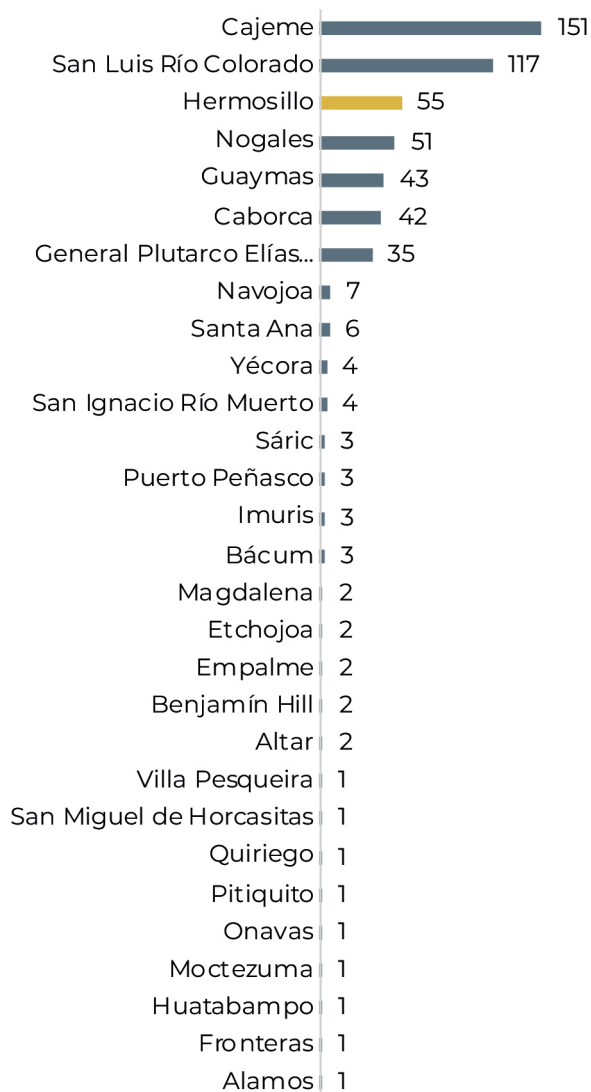 Cajeme 151
San Luis Río Colorado 117
Hermosillo 55
Nogales 51
Guaymas 43
Caborca 42
General Plutarco Elías... 35
Navojoa 7
Santa Ana 6
Yécora 4
San Ignacio Río Muerto 4
Sáric 3
Puerto Peñasco 3
Imuris 3
Bácum 3
Magdalena 2
Etchojoa 2
Empalme 2
Benjamín Hill 2
Altar 2
Villa Pesqueira 1
San Miguel de Horcasitas 1
Quiriego 1
Pitiquito 1
Onavas 1
Moctezuma 1
Huatabampo 1
Fronteras 1
Alamos 1